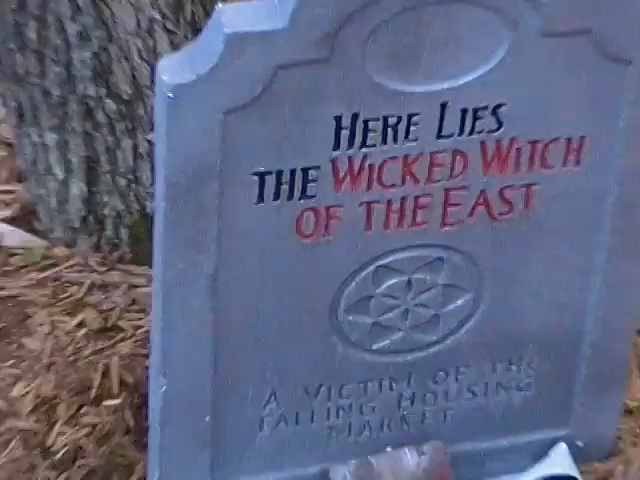 HERE LIES
THE WICKED WITCH
OF THE EAST
A VICTIM OF THE
FALLING HOUSING
MARKET